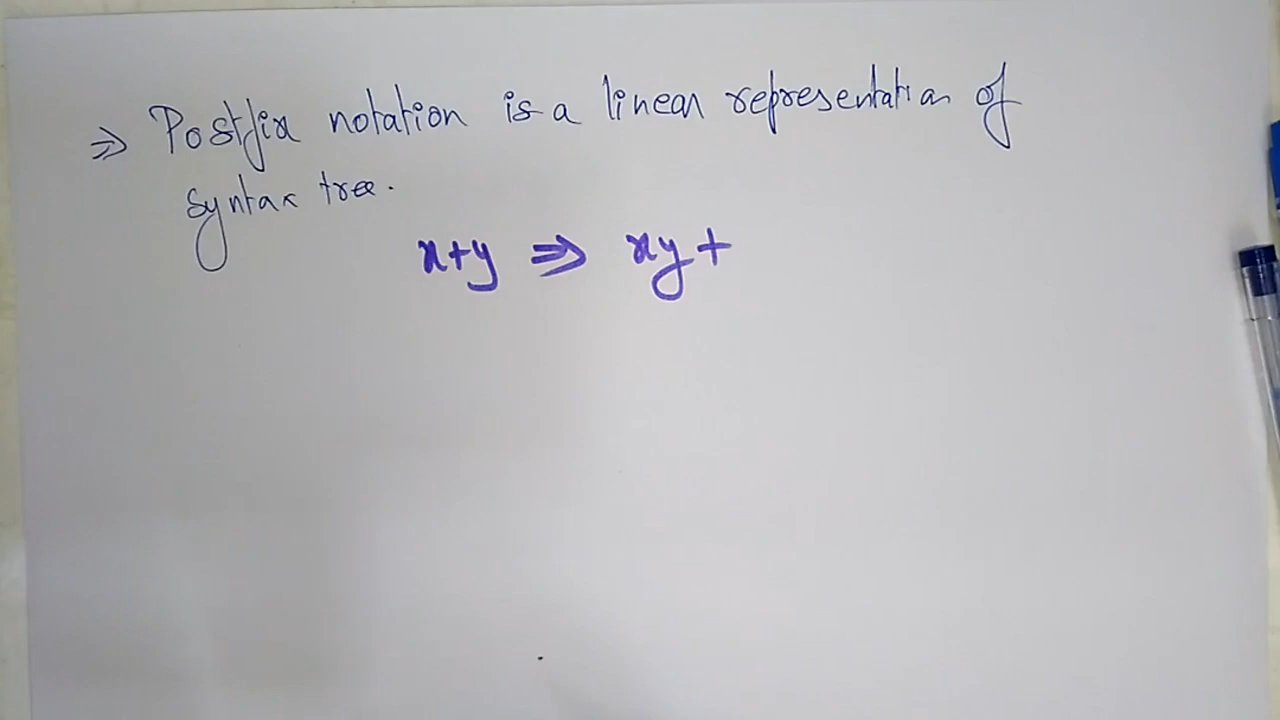 ⇒ Postfix notation is a linear representation of
syntax tree.
x+y ⇒ xy+